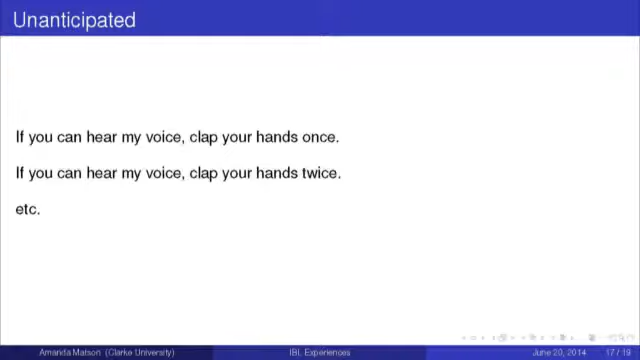 Unanticipated
If you can hear my voice, clap your hands once.
If you can hear my voice, clap your hands twice.
etc.
Amanda Matson (Clarke University) IBL Experiences June 20, 2014 17 / 19